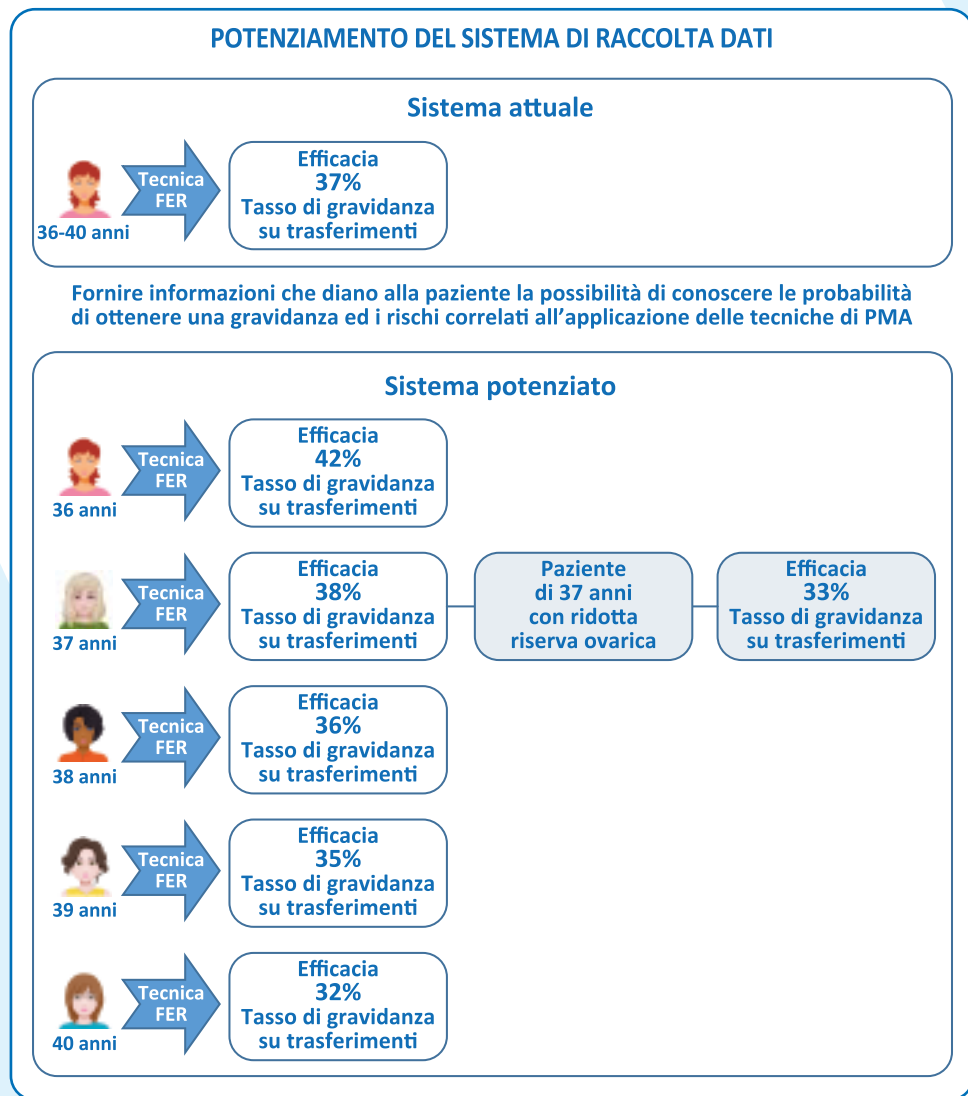 POTENZIAMENTO DEL SISTEMA DI RACCOLTA DATI
Sistema attuale
36-40 anni
Tecnica
FER
Efficacia
37%
Tasso di gravidanza
su trasferimenti
Fornire informazioni che diano alla paziente la possibilità di conoscere le probabilità
di ottenere una gravidanza ed i rischi correlati all’applicazione delle tecniche di PMA
Sistema potenziato
36 anni
Tecnica
FER
Efficacia
42%
Tasso di gravidanza
su trasferimenti
37 anni
Tecnica
FER
Efficacia
38%
Tasso di gravidanza
su trasferimenti
Paziente
di 37 anni
con ridotta
riserva ovarica
Efficacia
33%
Tasso di gravidanza
su trasferimenti
38 anni
Tecnica
FER
Efficacia
36%
Tasso di gravidanza
su trasferimenti
39 anni
Tecnica
FER
Efficacia
35%
Tasso di gravidanza
su trasferimenti
40 anni
Tecnica
FER
Efficacia
32%
Tasso di gravidanza
su trasferimenti